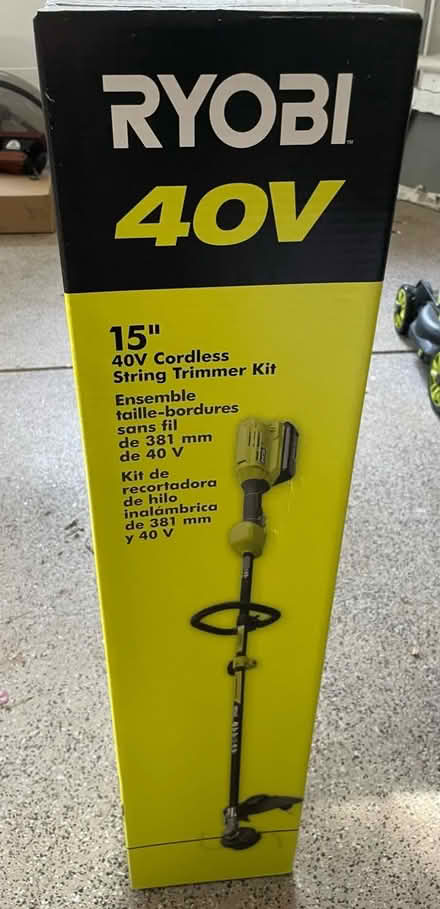 RYOBI
40V
15"
40V Cordless
String Trimmer Kit
Ensemble
taille-bordures
sans fil
de 381 mm
de 40 V
Kit de
recortadora
de hilo
inalámbrica
de 381 mm
y 40 V